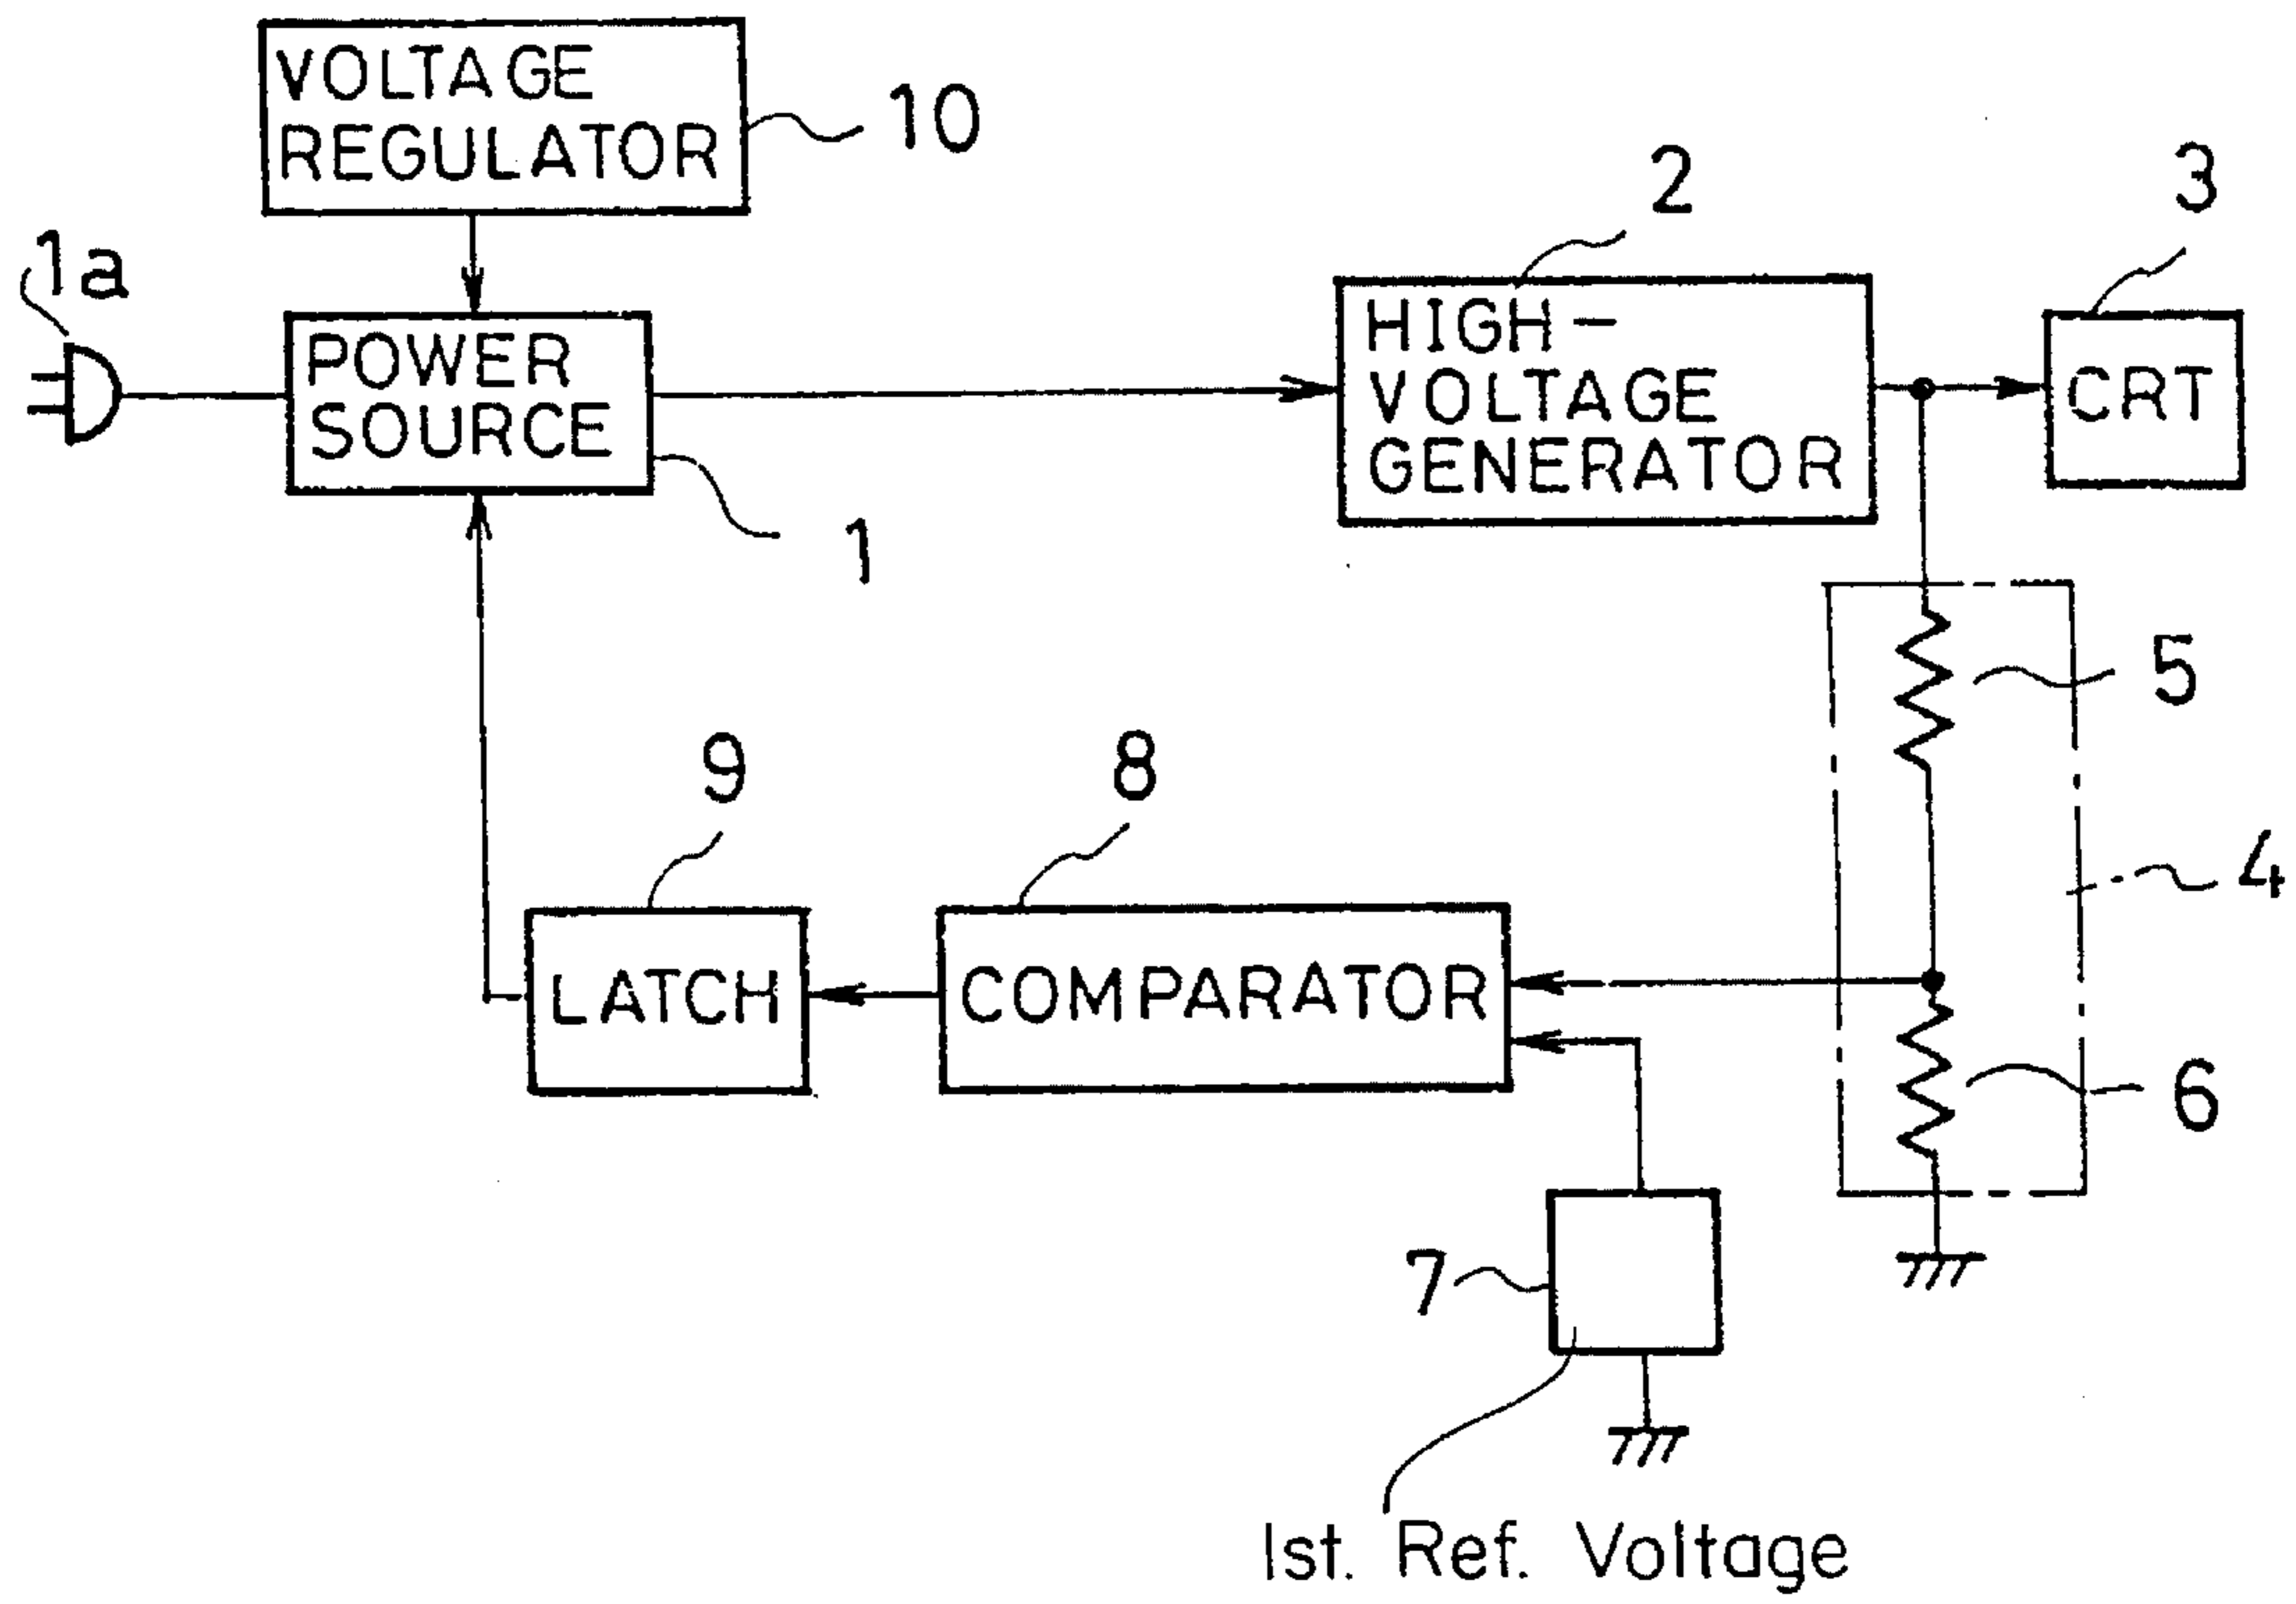 VOLTAGE
REGULATOR
10
1a
POWER
SOURCE
1
2
HIGH-
VOLTAGE
GENERATOR
3
CRT
5
4
6
9
LATCH
8
COMPARATOR
7
1st. Ref. Voltage